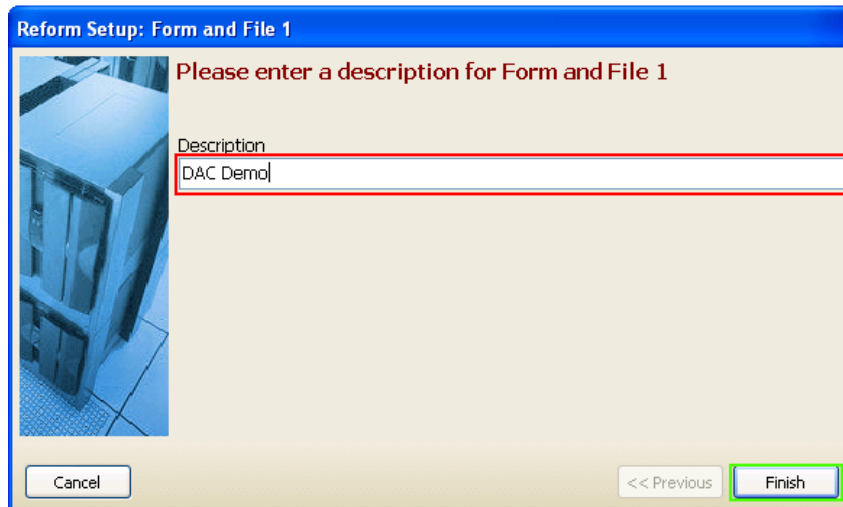 Reform Setup: Form and File 1
Please enter a description for Form and File 1
Description
DAC Demo
Cancel
<< Previous
Finish